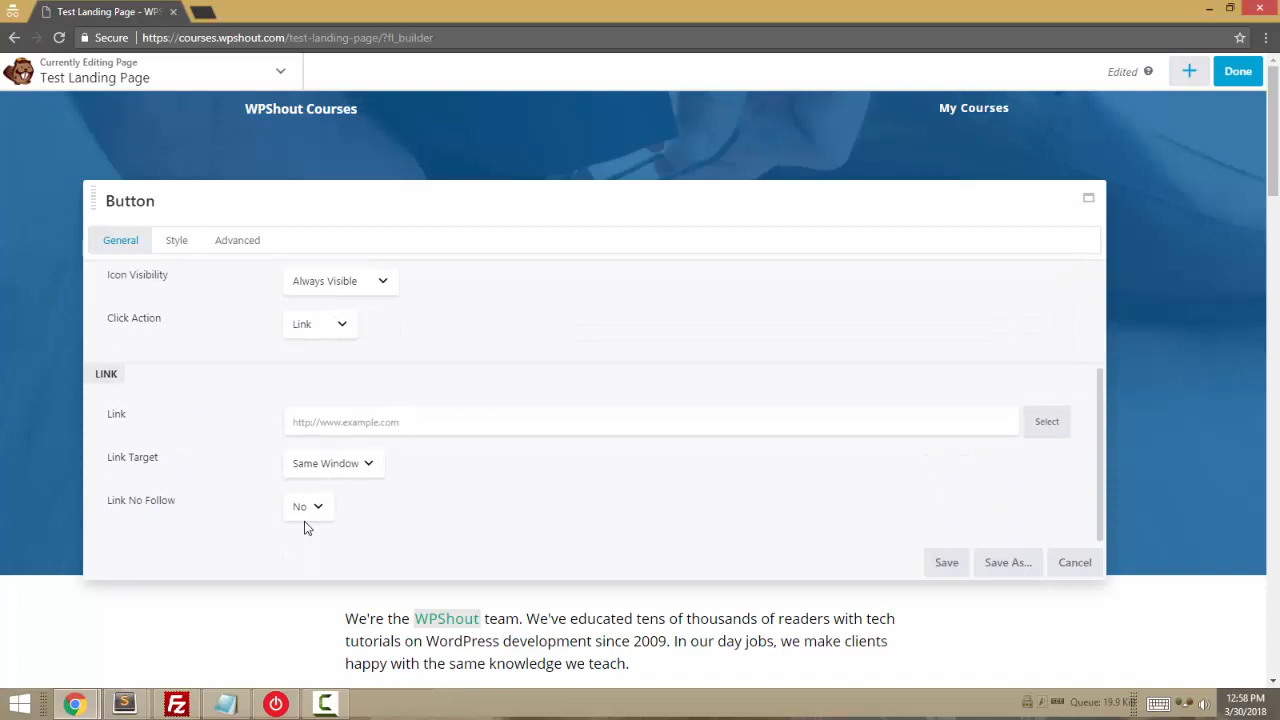 Test Landing Page - WPS
Secure
https://courses.wpshout.com/test-landing-page/?fl_builder
Currently Editing Page
Test Landing Page
Edited
Done
WPShout Courses
My Courses
Button
General
Style
Advanced
Icon Visibility
Always Visible
Click Action
Link
LINK
Link
http://www.example.com
Select
Link Target
Same Window
Link No Follow
No
Save
Save As...
Cancel
We're the WPShout team. We've educated tens of thousands of readers with tech
tutorials on WordPress development since 2009. In our day jobs, we make clients
happy with the same knowledge we teach.
Queue: 19.9
12:58 PM
3/30/2018